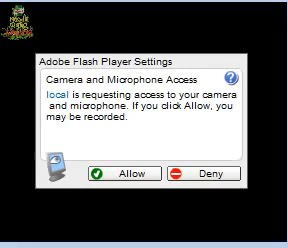 Adobe Flash Player Settings
Camera and Microphone Access
local is requesting access to your camera
and microphone. If you click Allow, you
may be recorded.
Allow
Deny